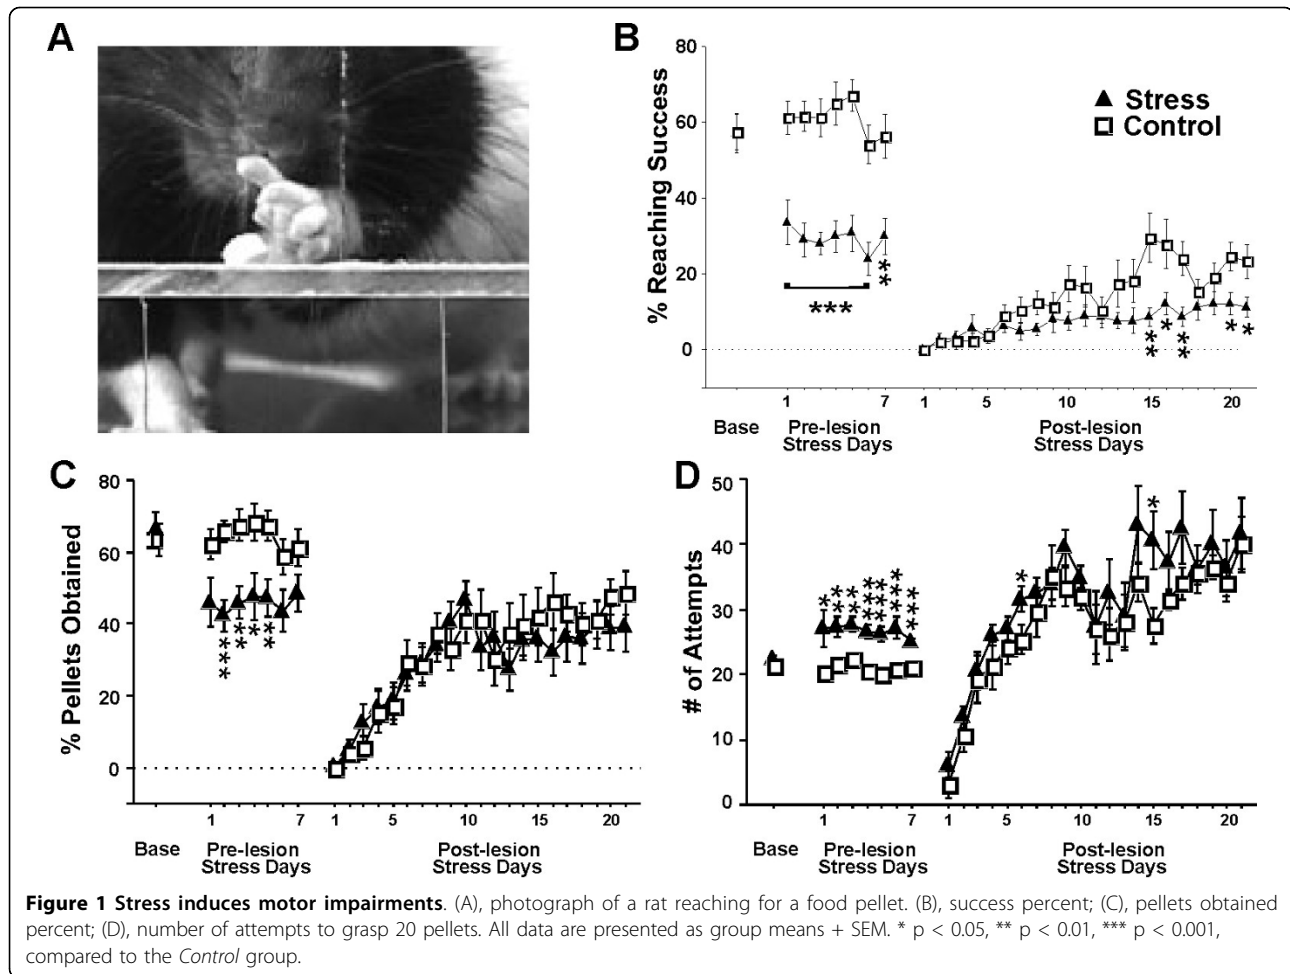 A
B
80
60
40
20
0
% Reaching Success
Stress
Control
***
**
**
*
**
*
*
1
7
1
5
10
15
20
Base
Pre-lesion
Stress Days
Post-lesion
Stress Days
C
80
60
40
20
0
% Pellets Obtained
***
**
*
**
1
7
1
5
10
15
20
Base
Pre-lesion
Stress Days
Post-lesion
Stress Days
D
50
40
30
20
10
0
# of Attempts
*
**
**
***
***
***
***
*
*
1
7
1
5
10
15
20
Base
Pre-lesion
Stress Days
Post-lesion
Stress Days
Figure 1 Stress induces motor impairments. (A), photograph of a rat reaching for a food pellet. (B), success percent; (C), pellets obtained
percent; (D), number of attempts to grasp 20 pellets. All data are presented as group means + SEM. * p < 0.05, ** p < 0.01, *** p < 0.001,
compared to the Control group.